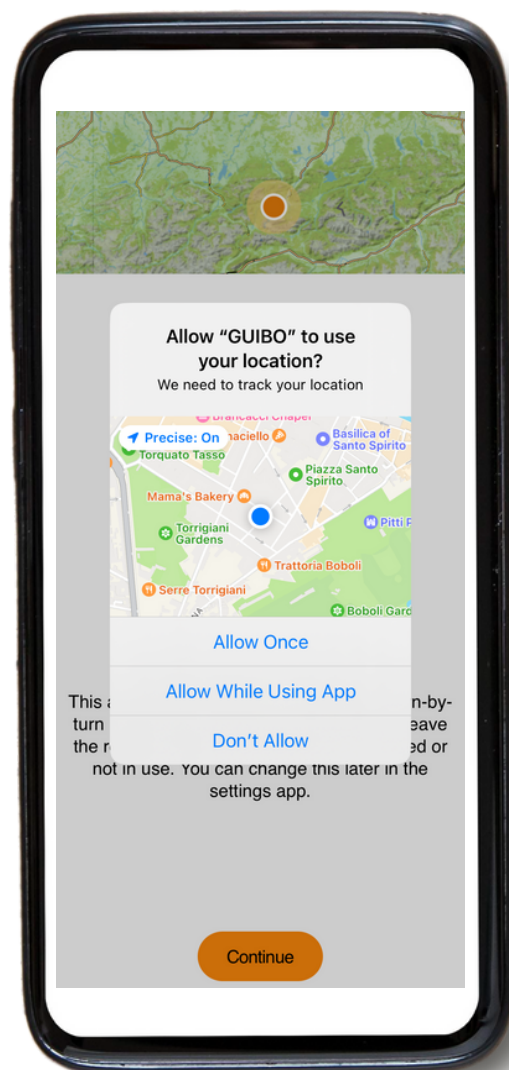 Allow “GUIBO” to use
your location?
We need to track your location
Brancacci Chapel
Precise: On
naciello
Basilica of
Santo Spirito
Torquato Tasso
Piazza Santo
Spirito
Mama's Bakery
Torrigiani
Gardens
Pitti P
Trattoria Boboli
Serre Torrigiani
Boboli Gard
Allow Once
Allow While Using App
Don’t Allow
This a n-by-
turn eave
the r ed or
not in use. You can change this later in the
settings app.
Continue